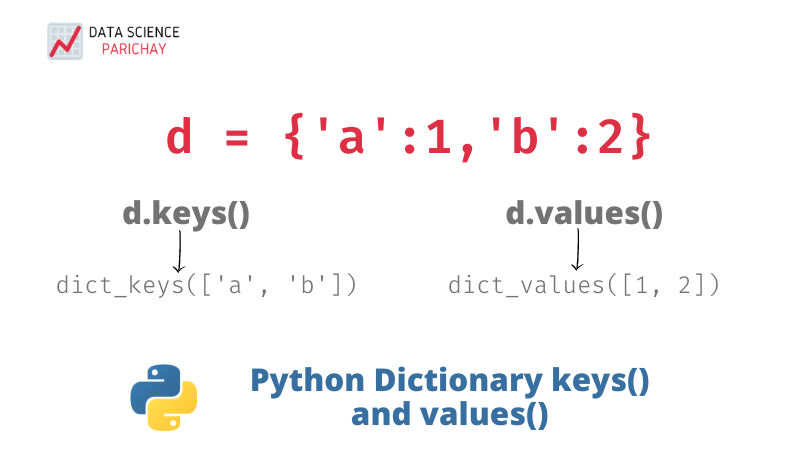 DATA SCIENCE
PARICHAY
d = {'a':1,'b':2}
d.keys()
d.values()
dict_keys(['a', 'b'])
dict_values([1, 2])
Python Dictionary keys()
and values()